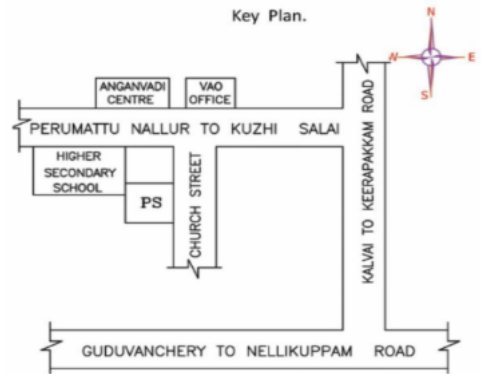 Key Plan.
N
E
S
ANGANVADI
CENTRE
VAO
OFFICE
PERUMATTU NALLUR TO KUZHI SALAI
HIGHER
SECONDARY
SCHOOL
PS
CHURCH STREET
KALVAI TO KEERAPAKKAM ROAD
GUDUVANCHERY TO NELLIKUPPAM ROAD